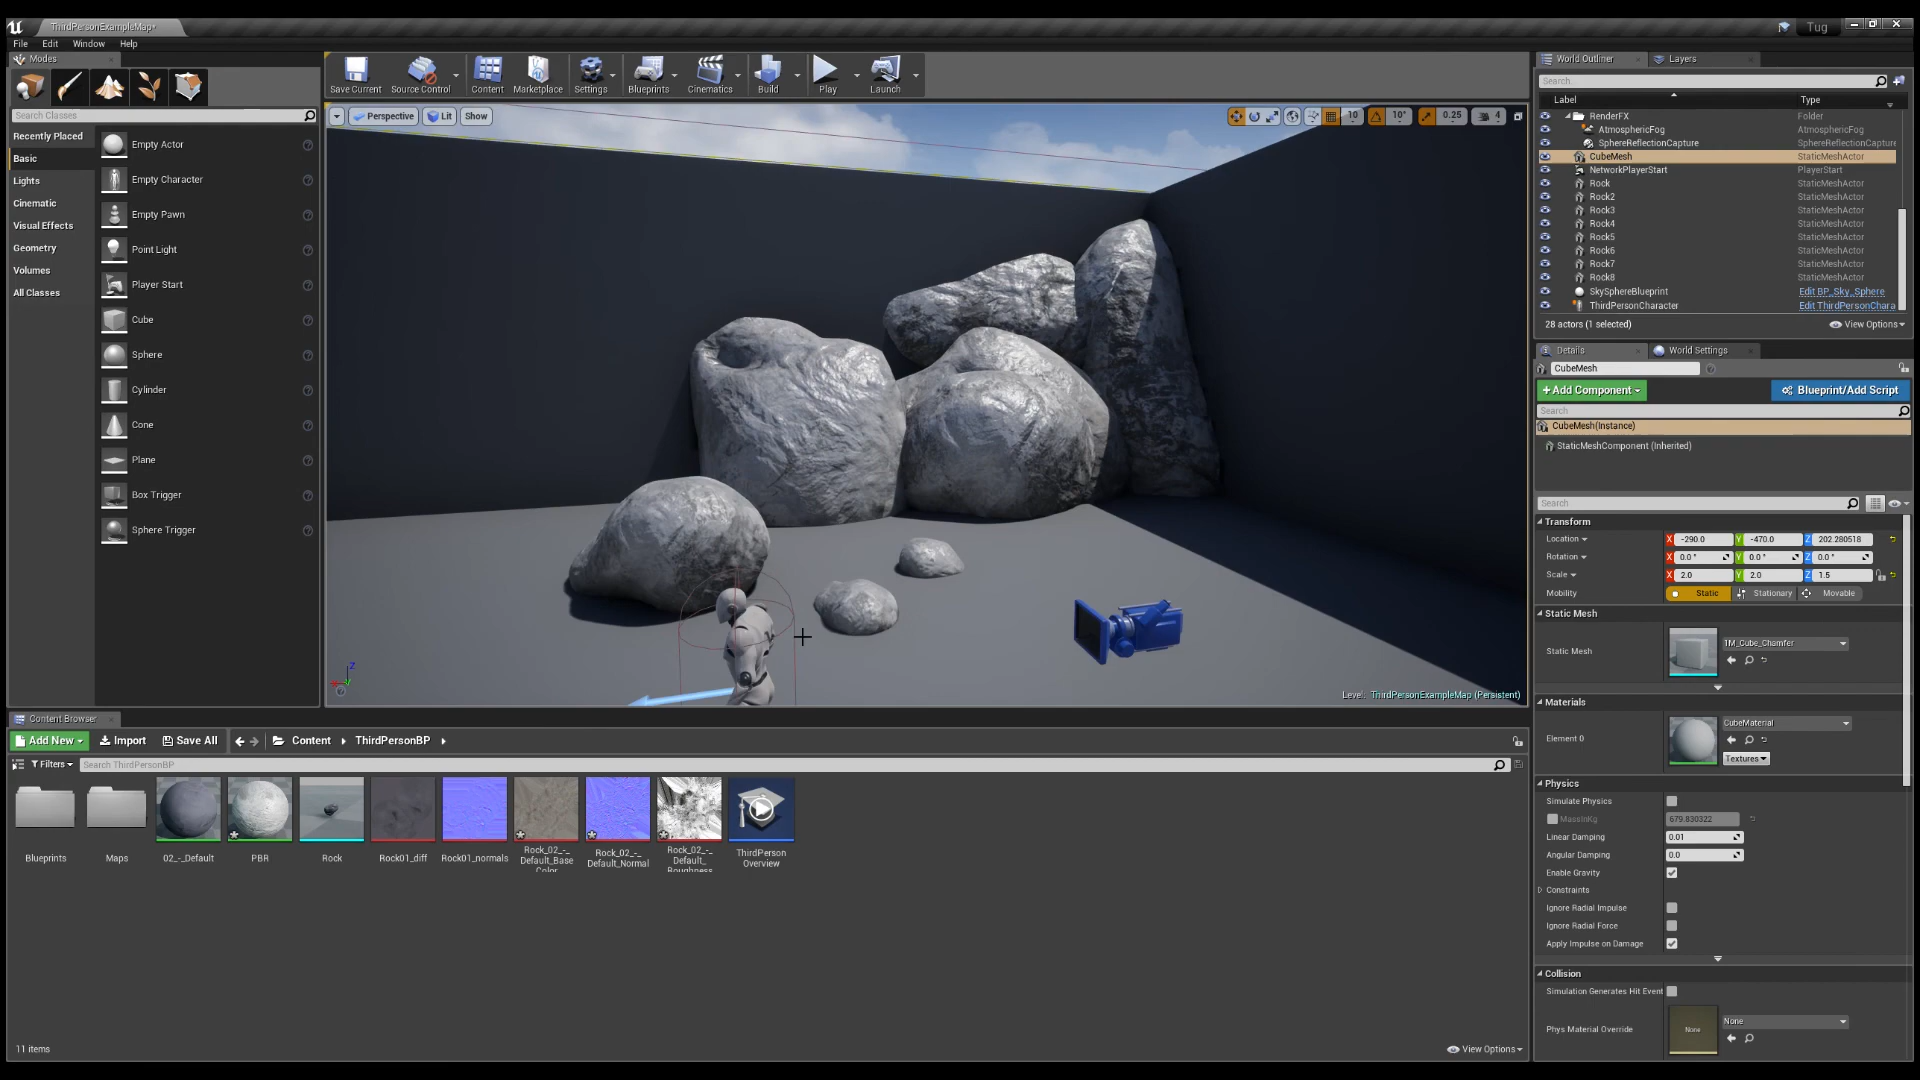 ThirdPersonExampleMap*
Tug
File Edit Window Help
Modes
Search Classes
Recently Placed
Basic
Lights
Cinematic
Visual Effects
Geometry
Volumes
All Classes
Empty Actor
Empty Character
Empty Pawn
Point Light
Player Start
Cube
Sphere
Cylinder
Cone
Plane
Box Trigger
Sphere Trigger
Save Current Source Control Content Marketplace Settings Blueprints Cinematics Build Play Launch
Perspective Lit Show
10 10° 0.25 4
Level: ThirdPersonExampleMap (Persistent)
World Outliner Layers
Search.
Label Type
RenderFX Folder
AtmosphericFog AtmosphericFog
SphereReflectionCapture SphereReflectionCapture
CubeMesh StaticMeshActor
NetworkPlayerStart PlayerStart
Rock StaticMeshActor
Rock2 StaticMeshActor
Rock3 StaticMeshActor
Rock4 StaticMeshActor
Rock5 StaticMeshActor
Rock6 StaticMeshActor
Rock7 StaticMeshActor
Rock8 StaticMeshActor
SkySphereBlueprint Edit BP_Sky_Sphere
ThirdPersonCharacter Edit ThirdPersonChara
28 actors (1 selected) View Options
Details World Settings
CubeMesh
+Add Component Blueprint/Add Script
Search
CubeMesh(Instance)
StaticMeshComponent (Inherited)
Search
Transform
Location X -290.0 Y -470.0 Z 202.280518
Rotation X 0.0° Y 0.0° Z 0.0°
Scale X 2.0 Y 2.0 Z 1.5
Mobility Static Stationary Movable
Static Mesh
Static Mesh 1M_Cube_Chamfer
Materials
Element 0 CubeMaterial
Textures
Physics
Simulate Physics
MassInKg 679.830322
Linear Damping 0.01
Angular Damping 0.0
Enable Gravity
Constraints
Ignore Radial Impulse
Ignore Radial Force
Apply Impulse on Damage
Collision
Simulation Generates Hit Event
Phys Material Override None None
Content Browser
Add New Import Save All Content ThirdPersonBP
Filters Search ThirdPersonBP
Blueprints
Maps
02_-_Default
PBR
Rock
Rock01_diff
Rock01_normals
Rock_02_-_
Default_Base
Color
Rock_02_-_
Default_Normal
Rock_02_-_
Default_
Roughness
ThirdPerson
Overview
11 items View Options